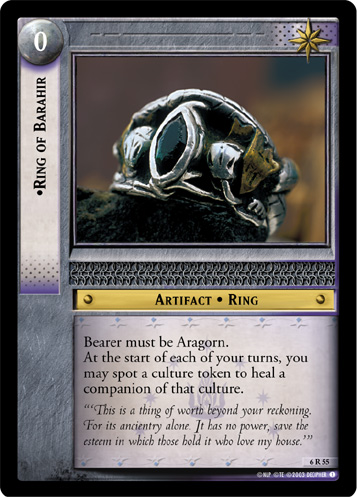 0
•Ring of Barahir
Artifact • Ring
Bearer must be Aragorn.
At the start of each of your turns, you
may spot a culture token to heal a
companion of that culture.
“‘This is a thing of worth beyond your reckoning.
For its ancientry alone. It has no power, save the
esteem in which those hold it who love my house.’”
6 R 55
©NLP ©TE ©2003 DECIPHER